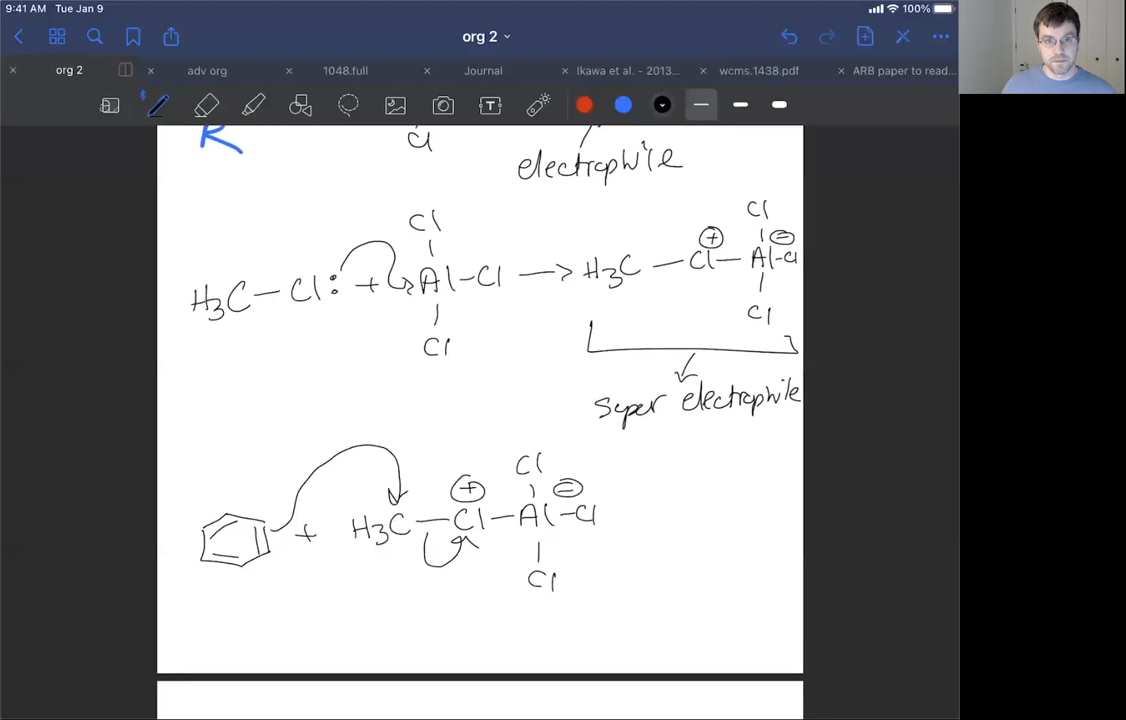 9:41 AM Tue Jan 9
100%
org 2
org 2
adv org
1048.full
Journal
Ikawa et al. - 2013...
wcms.1438.pdf
ARB paper to read...
T
R
Cl
electrophile
H3C — Cl: + Al - Cl → H3C — Cl — Al - Cl
Cl
Cl
+
=
Cl
Cl
super electrophile
+ H3C — Cl — Al - Cl
Cl
+
=
Cl